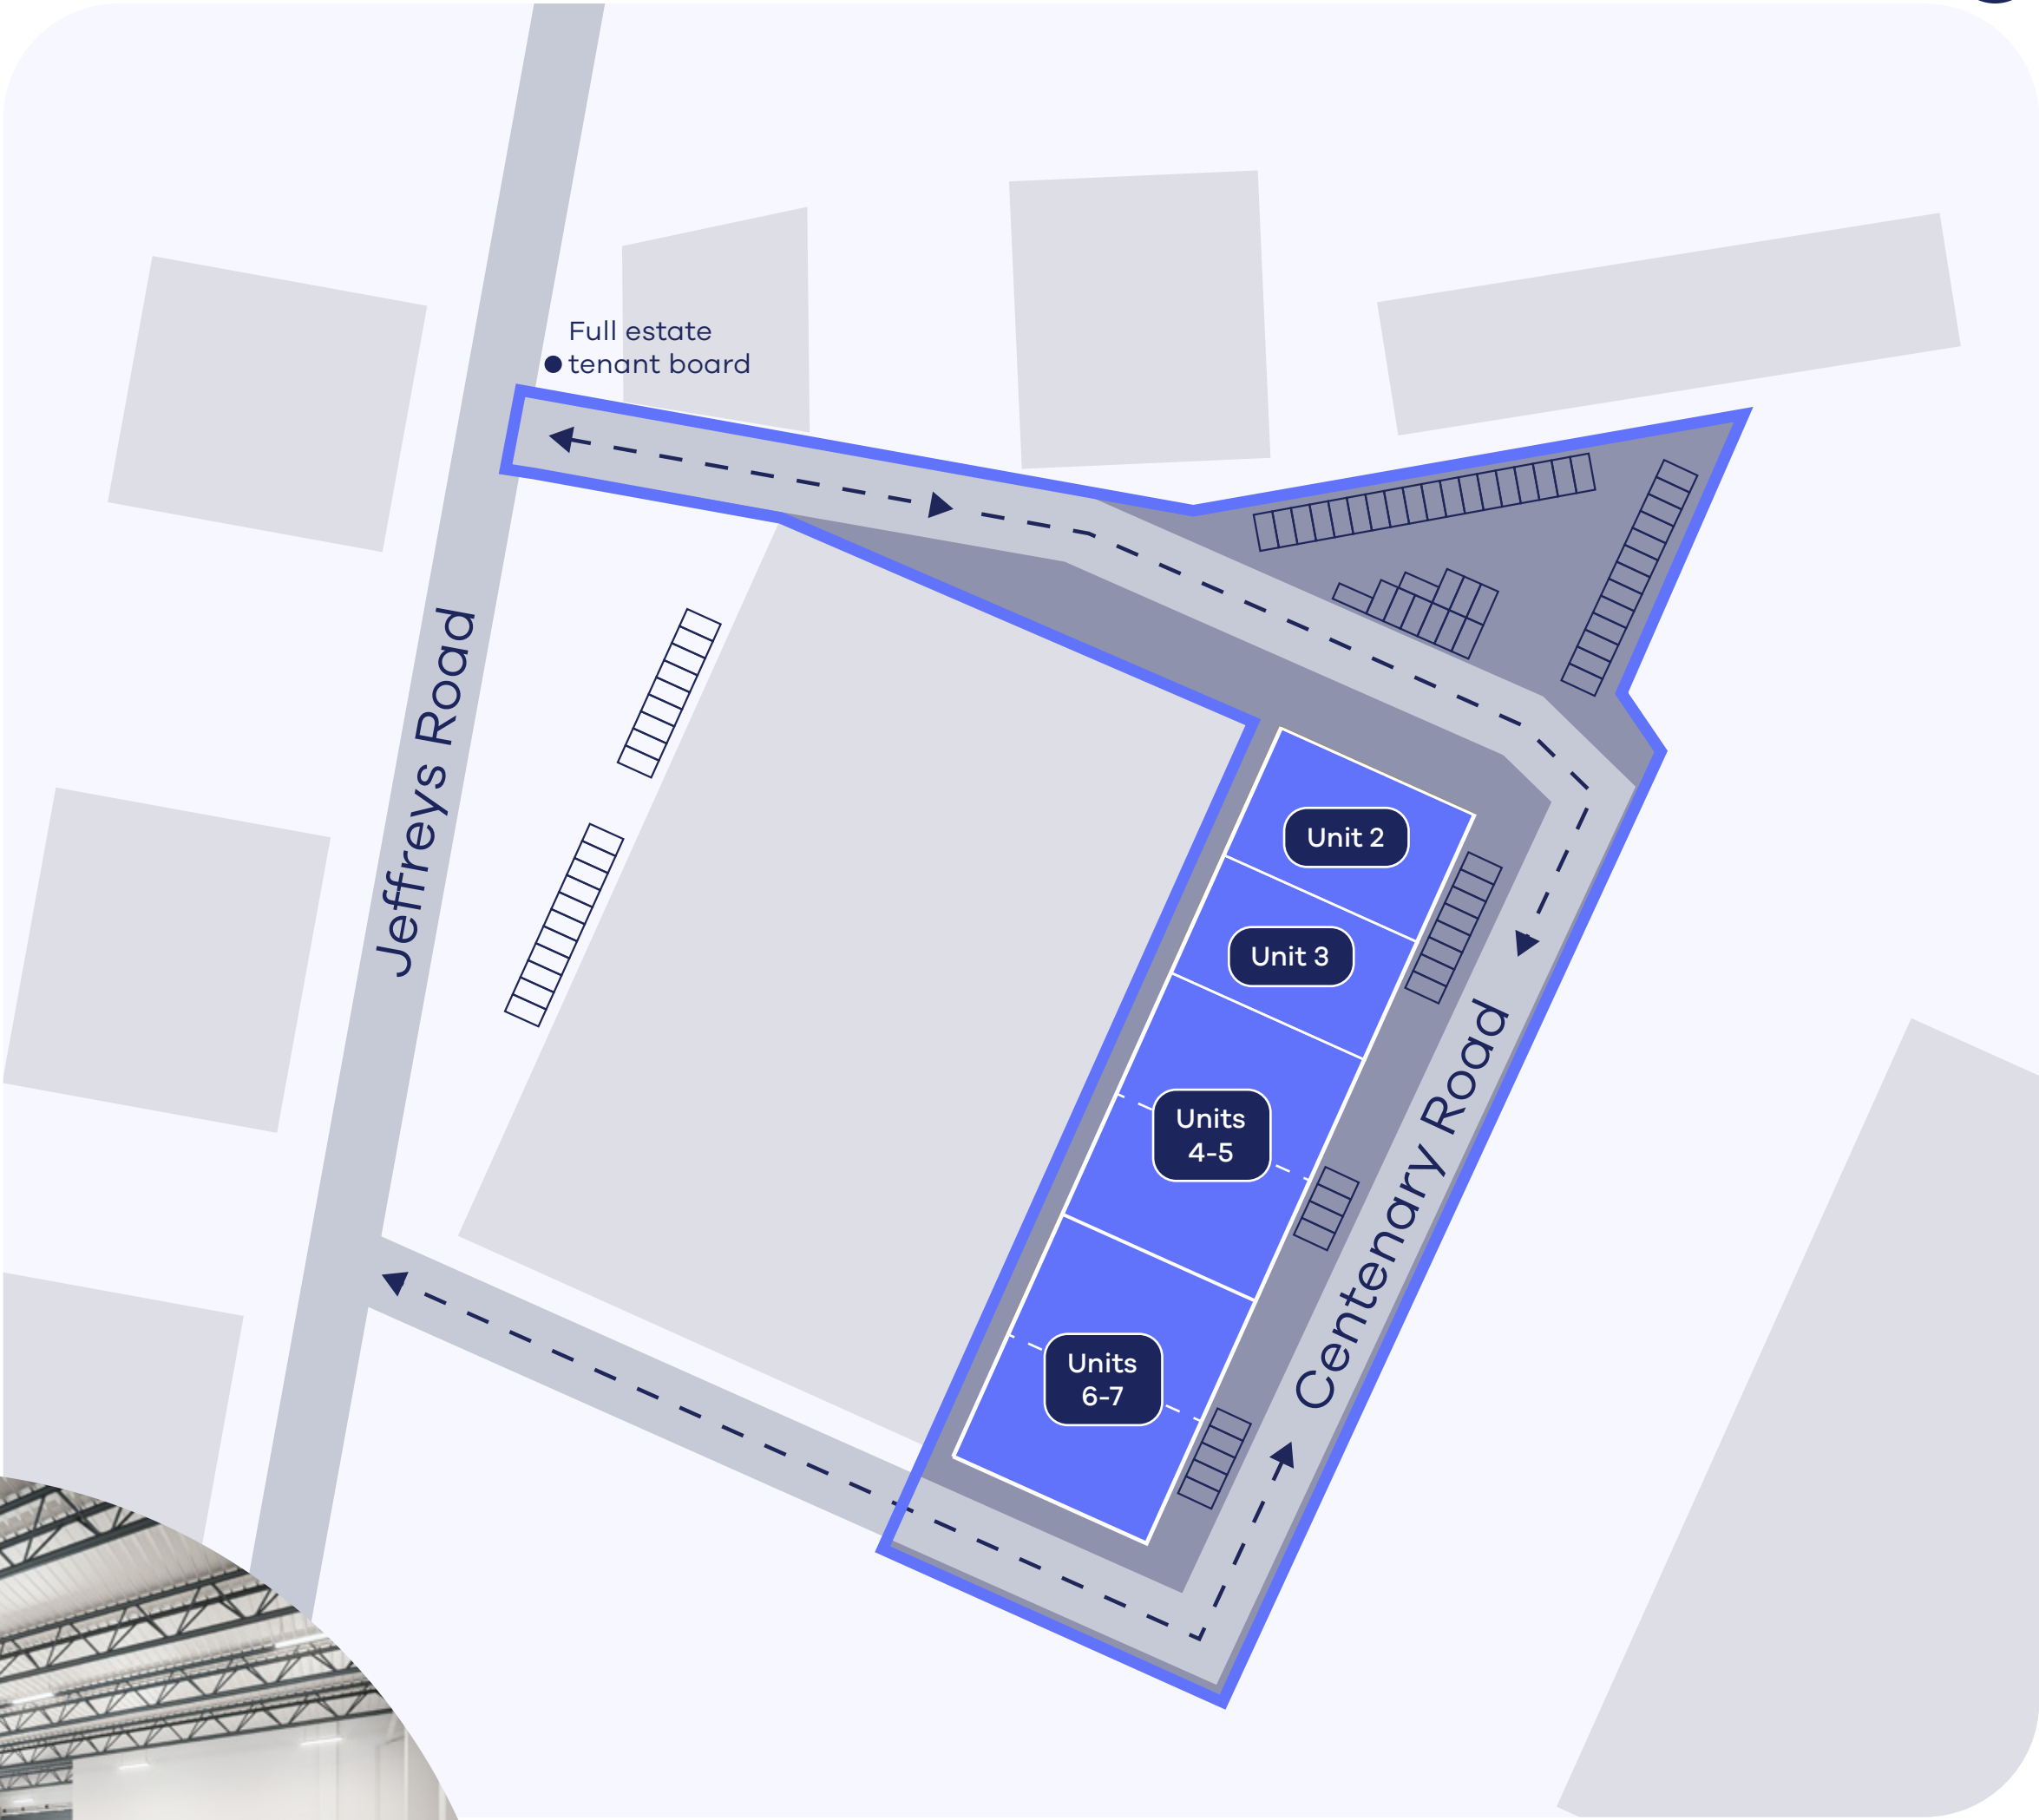 Full estate
tenant board
Jeffreys Road
Unit 2
Unit 3
Units
4-5
Centenary Road
Units
6-7